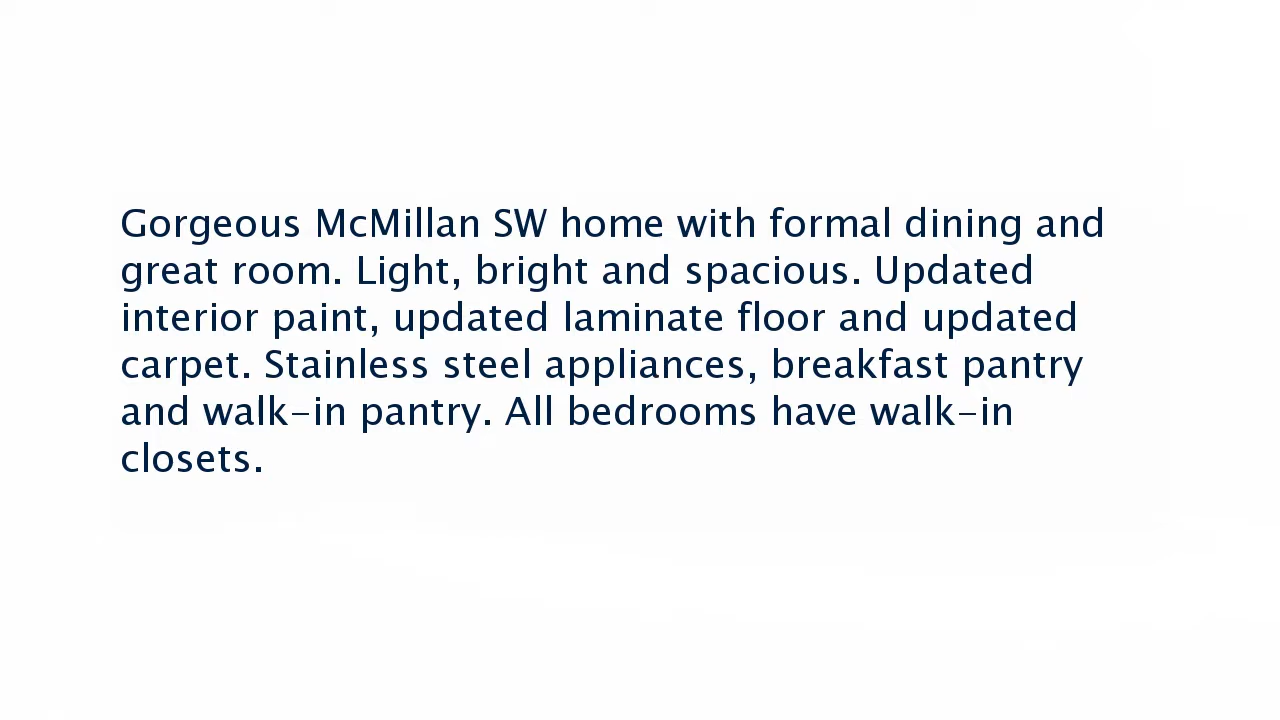 Gorgeous McMillan SW home with formal dining and
great room. Light, bright and spacious. Updated
interior paint, updated laminate floor and updated
carpet. Stainless steel appliances, breakfast pantry
and walk-in pantry. All bedrooms have walk-in
closets.